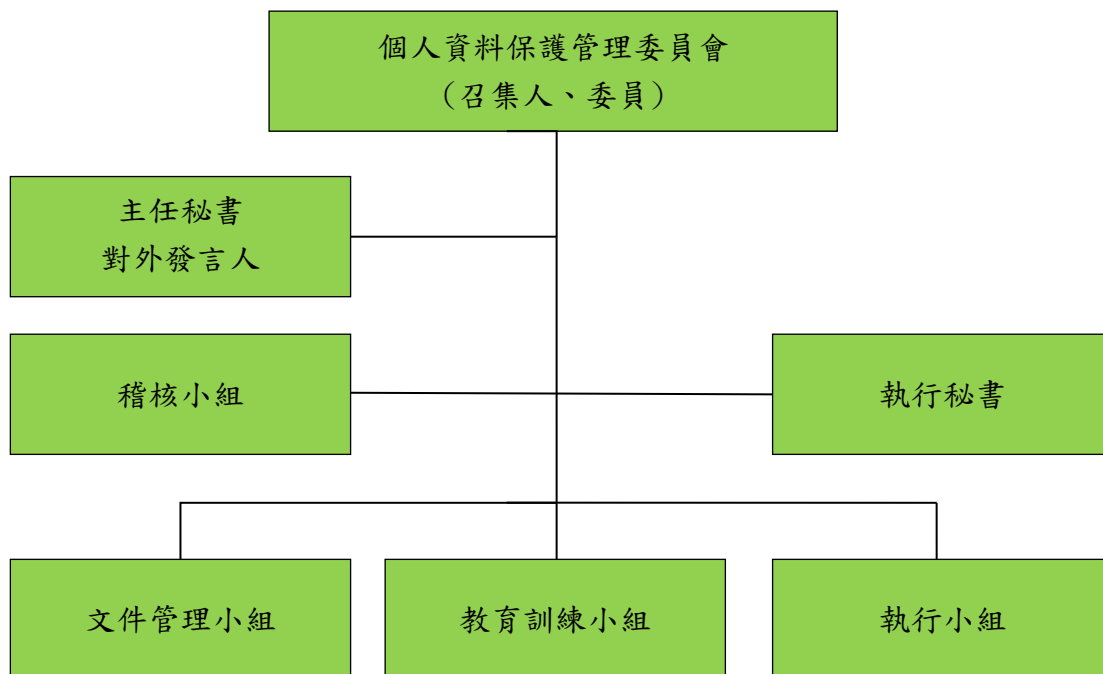 個人資料保護管理委員會
（召集人、委員）
主任秘書
對外發言人
稽核小組
執行秘書
文件管理小組
教育訓練小組
執行小組